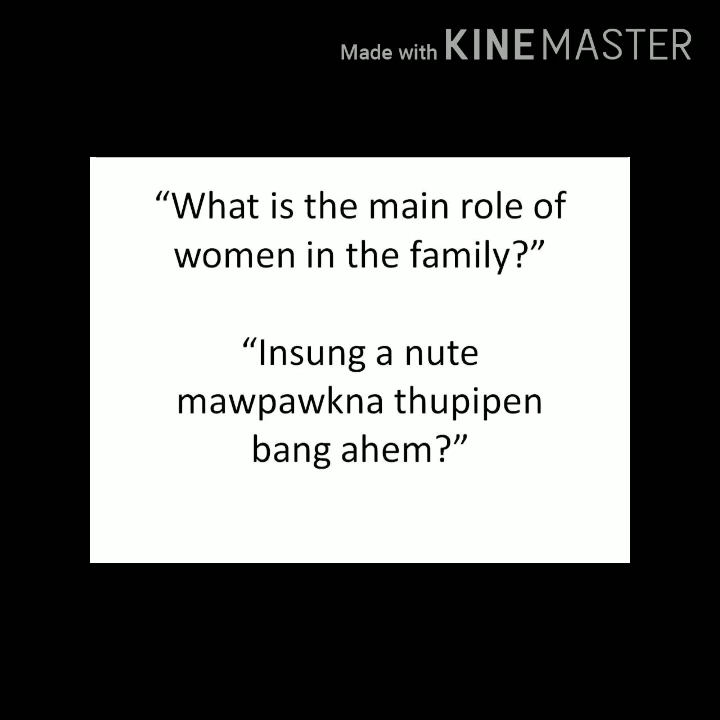 Made with KINEMASTER
“What is the main role of
women in the family?”
“Insung a nute
mawpawkna thupipen
bang ahem?”